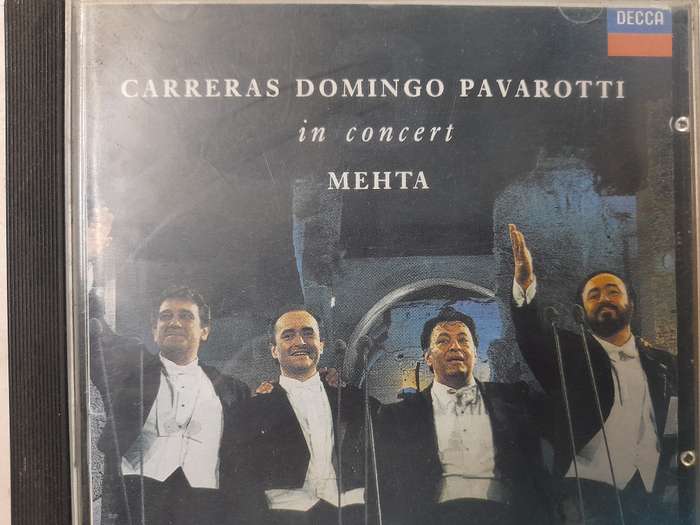 DECCA
CARRERAS DOMINGO PAVAROTTI
in concert
MEHTA